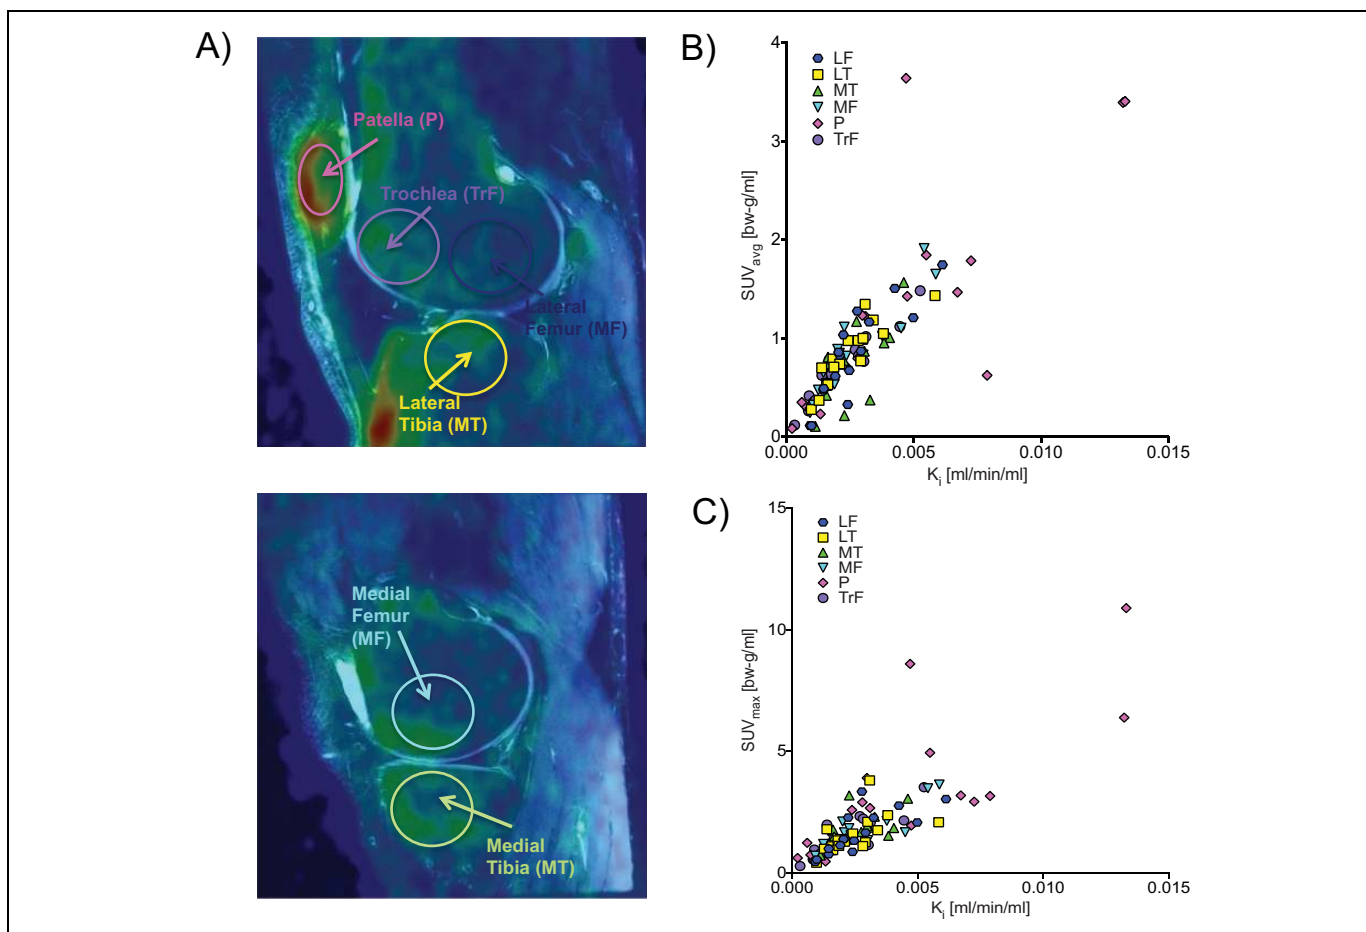 A)
Patella (P)
Trochlea (TrF)
Lateral
Femur (MF)
Lateral
Tibia (MT)
Medial
Femur
(MF)
Medial
Tibia (MT)
B)
4
3
2
1
0
SUVavg [bw-g/ml]
LF
LT
MT
MF
P
TrF
0.000
0.005
0.010
0.015
Ki [ml/min/ml]
C)
15
10
5
0
SUVmax [bw-g/ml]
LF
LT
MT
MF
P
TrF
0.000
0.005
0.010
0.015
Ki [ml/min/ml]